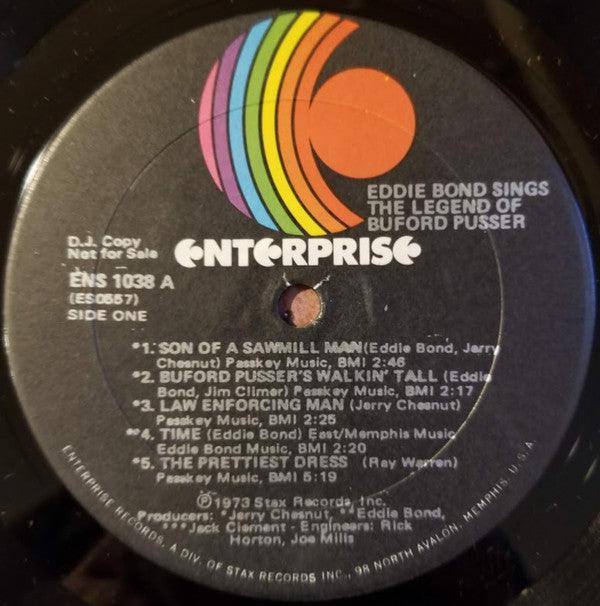 EDDIE BOND SINGS
THE LEGEND OF
BUFORD PUSSER
D.J. Copy
Not for Sale
ENTERPRISE
ENS 1038 A
(ES0557)
SIDE ONE
*1. SON OF A SAWMILL MAN(Eddie Bond, Jerry
Chesnut) Passkey Music, BMI 2:46
*2. BUFORD PUSSER'S WALKIN' TALL (Eddie
Bond, Jim Climer) Passkey Music, BMI 2:17
*3. LAW ENFORCING MAN (Jerry Chesnut)
Passkey Music, BMI 2:25
**4. TIME (Eddie Bond) East/Memphis Music
Eddie Bond Music, BMI 2:20
*5. THE PRETTIEST DRESS (Ray Warren)
Passkey Music, BMI 5:19
℗1973 Stax Records, Inc.
Producers: *Jerry Chesnut, **Eddie Bond,
***Jack Clement - Engineers: Rick
Horton, Joe Mills
ENTERPRISE RECORDS, A DIV. OF STAX RECORDS INC., 98 NORTH AVALON, MEMPHIS, U.S.A.